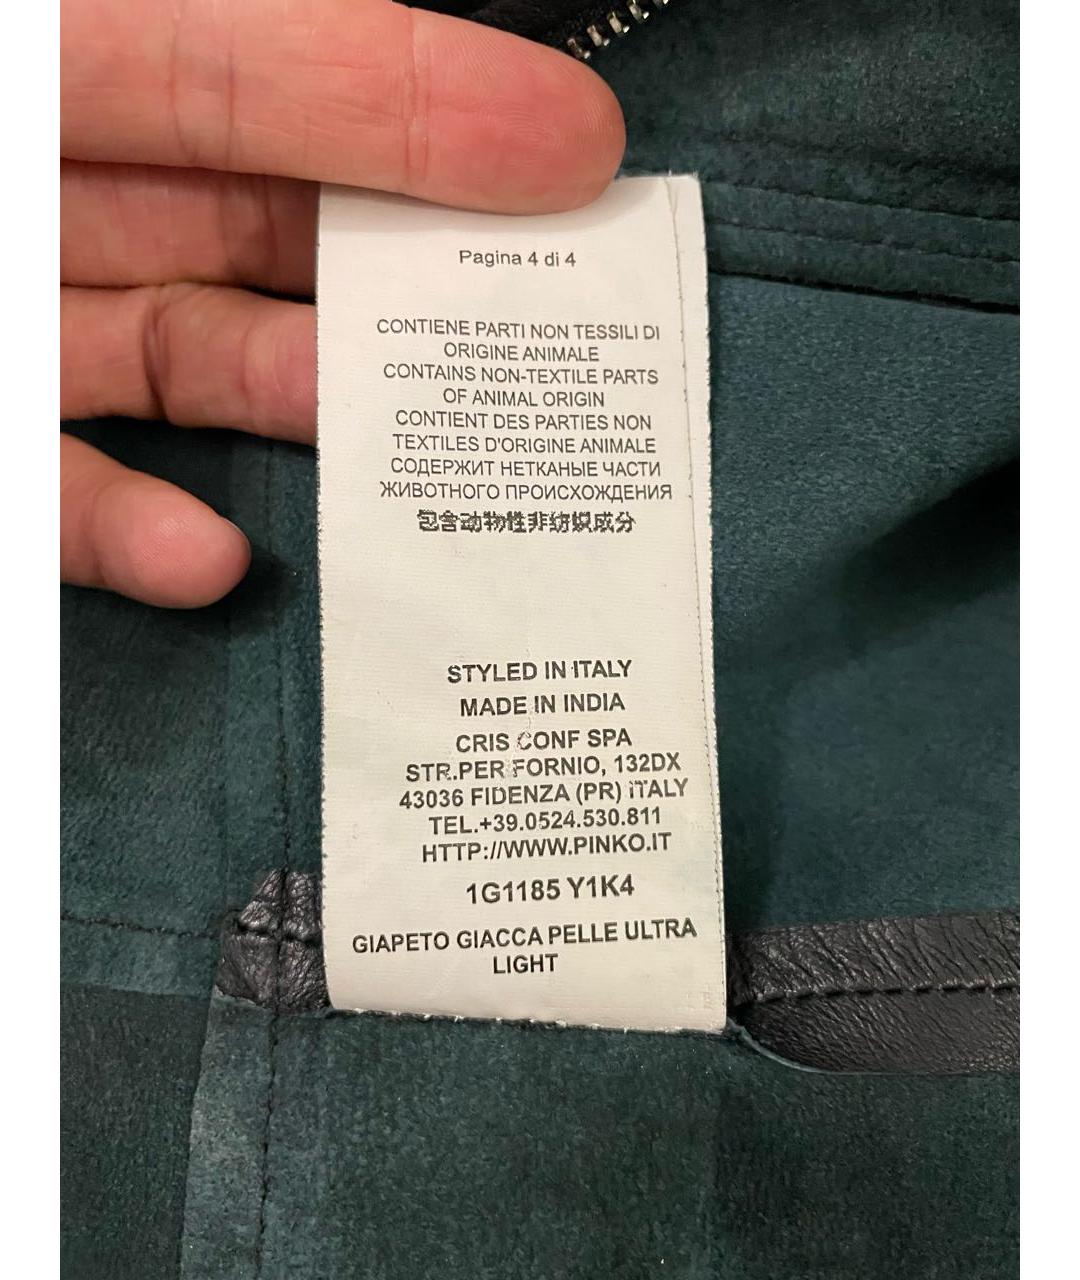 Pagina 4 di 4
CONTIENE PARTI NON TESSILI DI
ORIGINE ANIMALE
CONTAINS NON-TEXTILE PARTS
OF ANIMAL ORIGIN
CONTIENT DES PARTIES NON
TEXTILES D'ORIGINE ANIMALE
СОДЕРЖИТ НЕТКАНЫЕ ЧАСТИ
ЖИВОТНОГО ПРОИСХОЖДЕНИЯ
包含动物性非纺织成分
STYLED IN ITALY
MADE IN INDIA
CRIS CONF SPA
STR.PER FORNIO, 132DX
43036 FIDENZA (PR) ITALY
TEL.+39.0524.530.811
HTTP://WWW.PINKO.IT
1G1185 Y1K4
GIAPETO GIACCA PELLE ULTRA
LIGHT